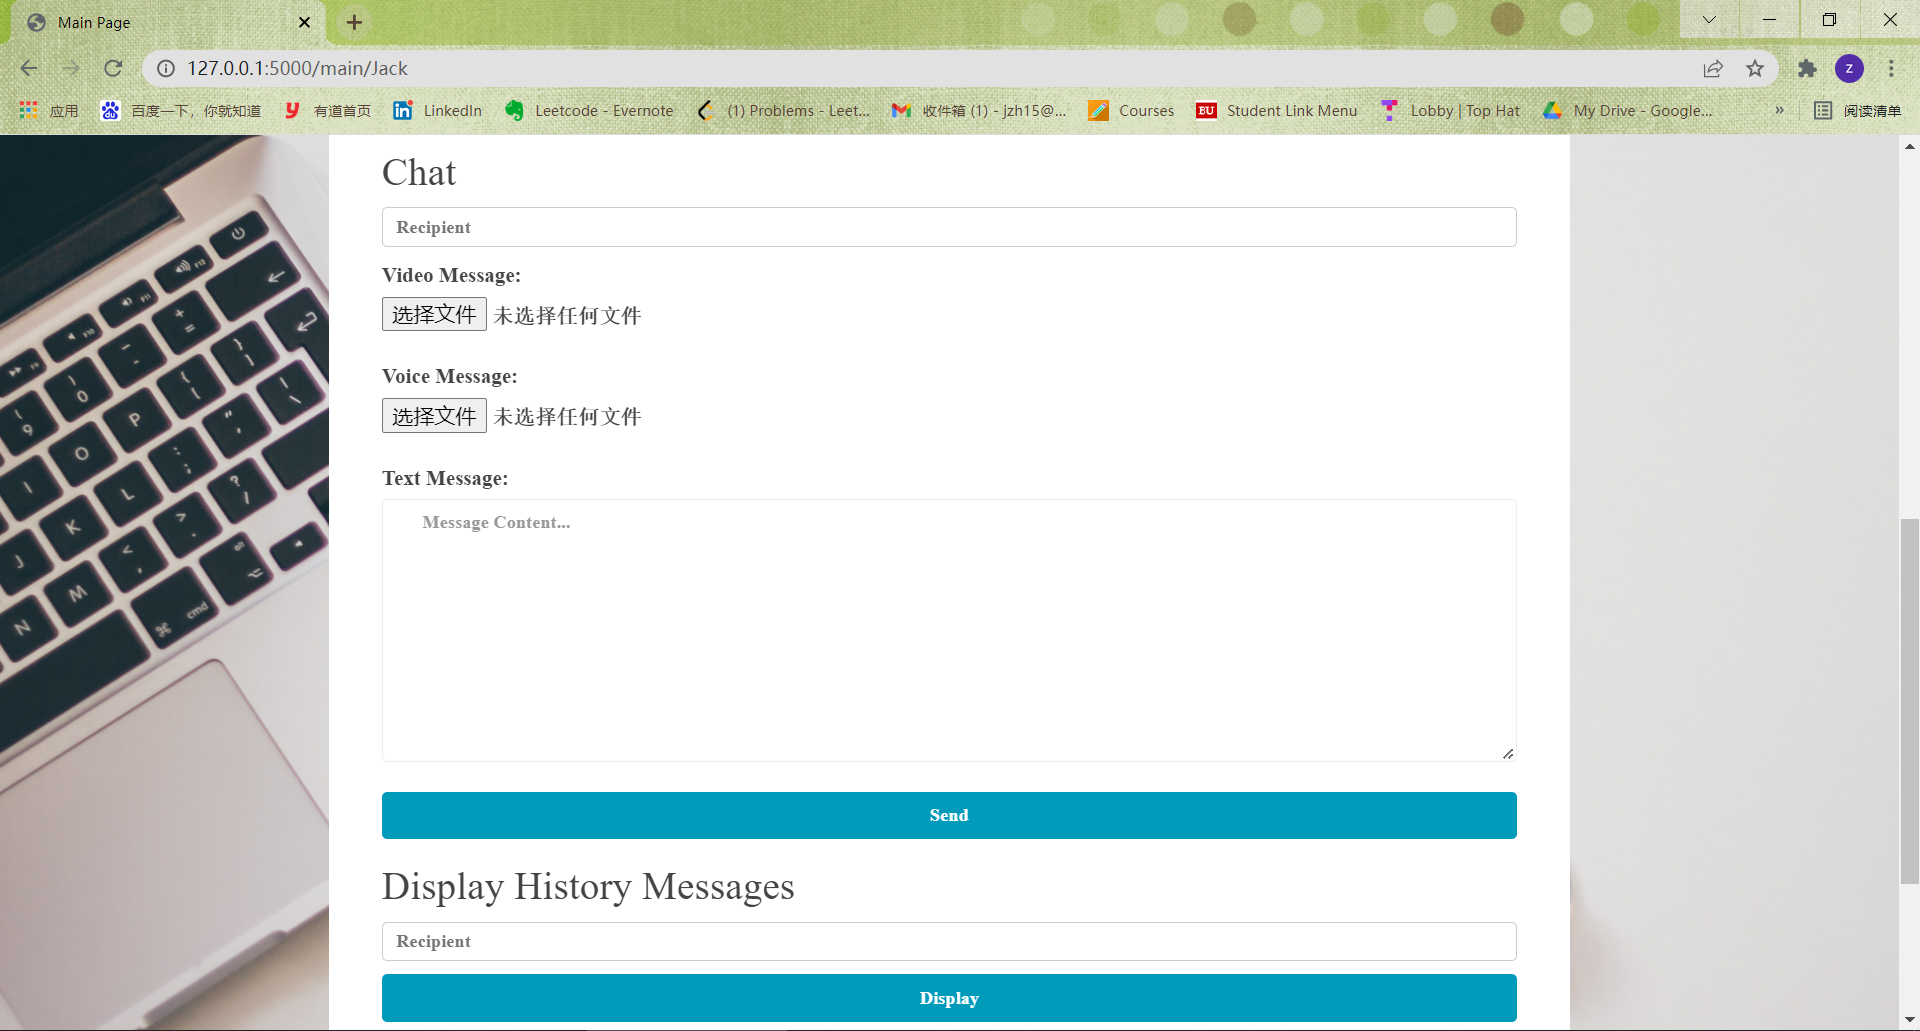 Main Page
127.0.0.1:5000/main/Jack
z
应用 百度一下，你就知道 有道首页 LinkedIn Leetcode - Evernote (1) Problems - Leet... 收件箱 (1) - jzh15@... BU Courses Student Link Menu Lobby | Top Hat My Drive - Google... » 阅读清单
Chat
Recipient
Video Message:
选择文件 未选择任何文件
Voice Message:
选择文件 未选择任何文件
Text Message:
Message Content...
Send
Display History Messages
Recipient
Display